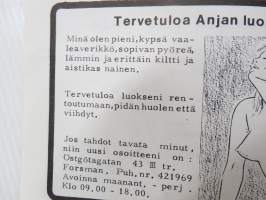 Tervetuloa Anjan luo
Minä olen pieni, kypsä vaa-
leaverikkö, sopivan pyöreä,
lämmin ja erittäin kiltti ja
aistikas nainen.
Tervetuloa luokseni ren-
toutumaan, pidän huolen että
viihdyt.
Jos tahdot tavata minut,
niin uusi osoitteeni on:
Östgötagatan 43 III tr.
Forsman, Puh.nr, 421969
Avoinna maanant, - perj.
Klo 09.00 - 18.00,